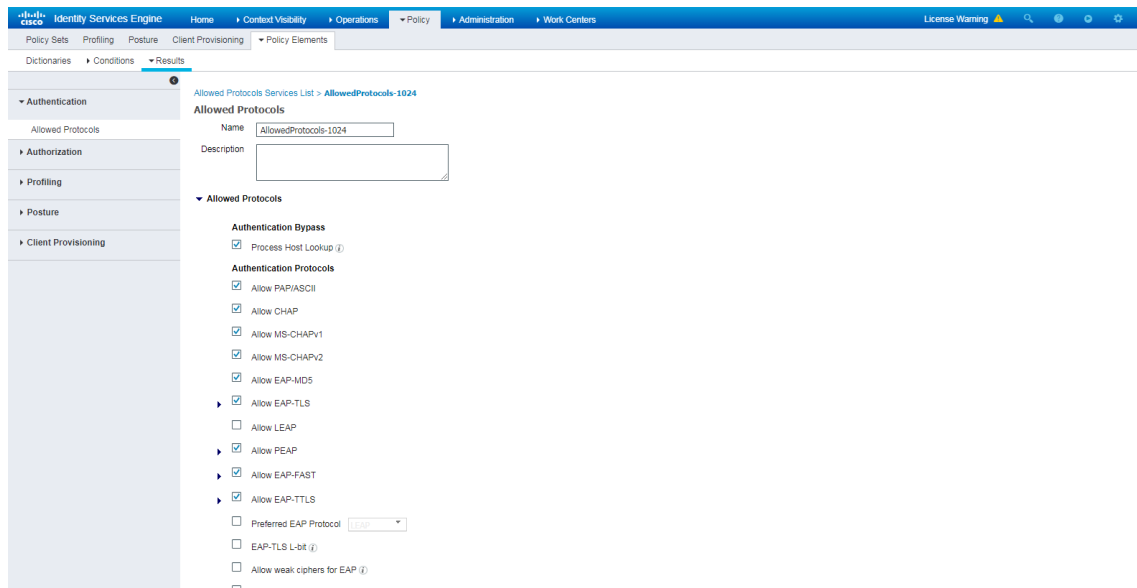 cisco Identity Services Engine Home Context Visibility Operations Policy Administration Work Centers License Warning
Policy Sets Profiling Posture Client Provisioning Policy Elements
Dictionaries Conditions Results
Authentication
Allowed Protocols
Authorization
Profiling
Posture
Client Provisioning
Allowed Protocols Services List > AllowedProtocols-1024
Allowed Protocols
Name AllowedProtocols-1024
Description
Allowed Protocols
Authentication Bypass
Process Host Lookup
Authentication Protocols
Allow PAP/ASCII
Allow CHAP
Allow MS-CHAPv1
Allow MS-CHAPv2
Allow EAP-MD5
Allow EAP-TLS
Allow LEAP
Allow PEAP
Allow EAP-FAST
Allow EAP-TTLS
Preferred EAP Protocol LEAP
EAP-TLS L-bit
Allow weak ciphers for EAP